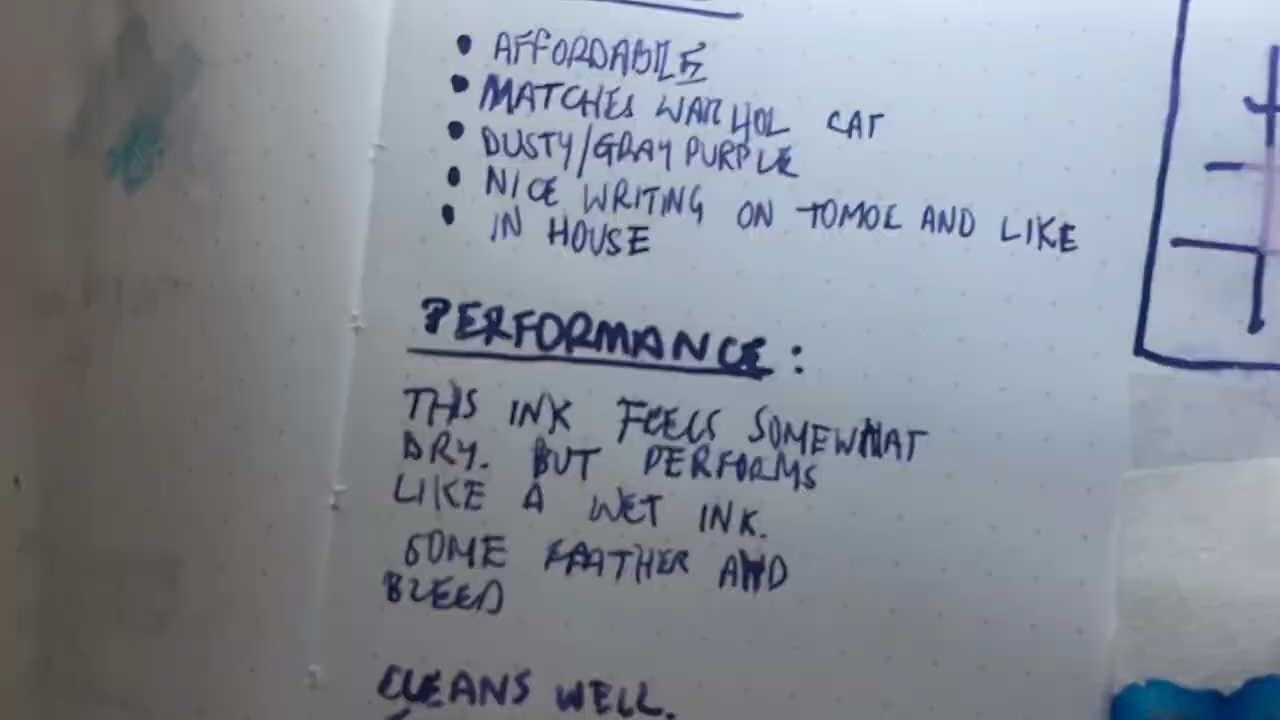 • AFFORDABLE
• MATCHES WARHOL CAT
• DUSTY/GRAY PURPLE
• NICE WRITING ON TOMOE AND LIKE
• IN HOUSE
PERFORMANCE:
THIS INK FEELS SOMEWHAT
DRY. BUT PERFORMS
LIKE A WET INK.
SOME FEATHER AND
BLEED
CLEANS WELL.